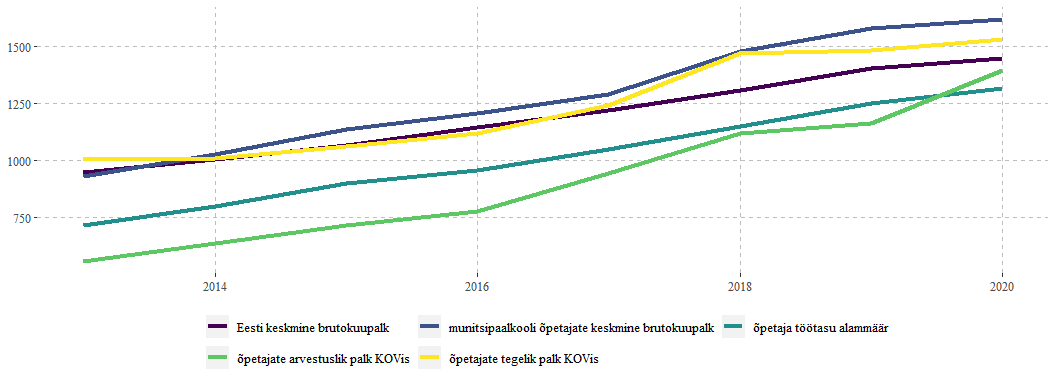 1500
1250
1000
750
2014 2016 2018 2020
Eesti keskmine brutokuupalk munitsipaalkooli õpetajate keskmine brutokuupalk õpetaja töötasu alammäär
õpetajate arvestuslik palk KOVis õpetajate tegelik palk KOVis